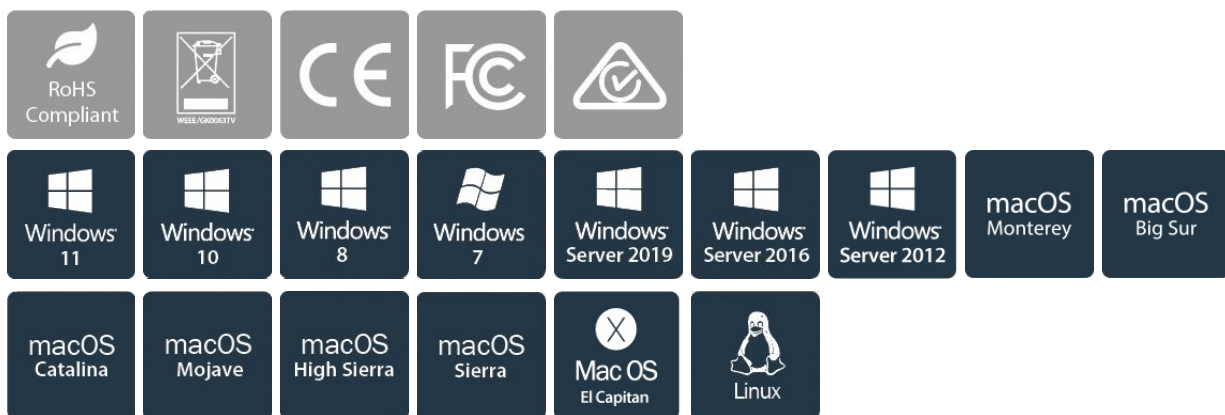 RoHS
Compliant
WEEE/GK0063TV
CE
FC
Windows
11
Windows
10
Windows
8
Windows
7
Windows
Server 2019
Windows
Server 2016
Windows
Server 2012
macOS
Monterey
macOS
Big Sur
macOS
Catalina
macOS
Mojave
macOS
High Sierra
macOS
Sierra
X
Mac OS
El Capitan
Linux